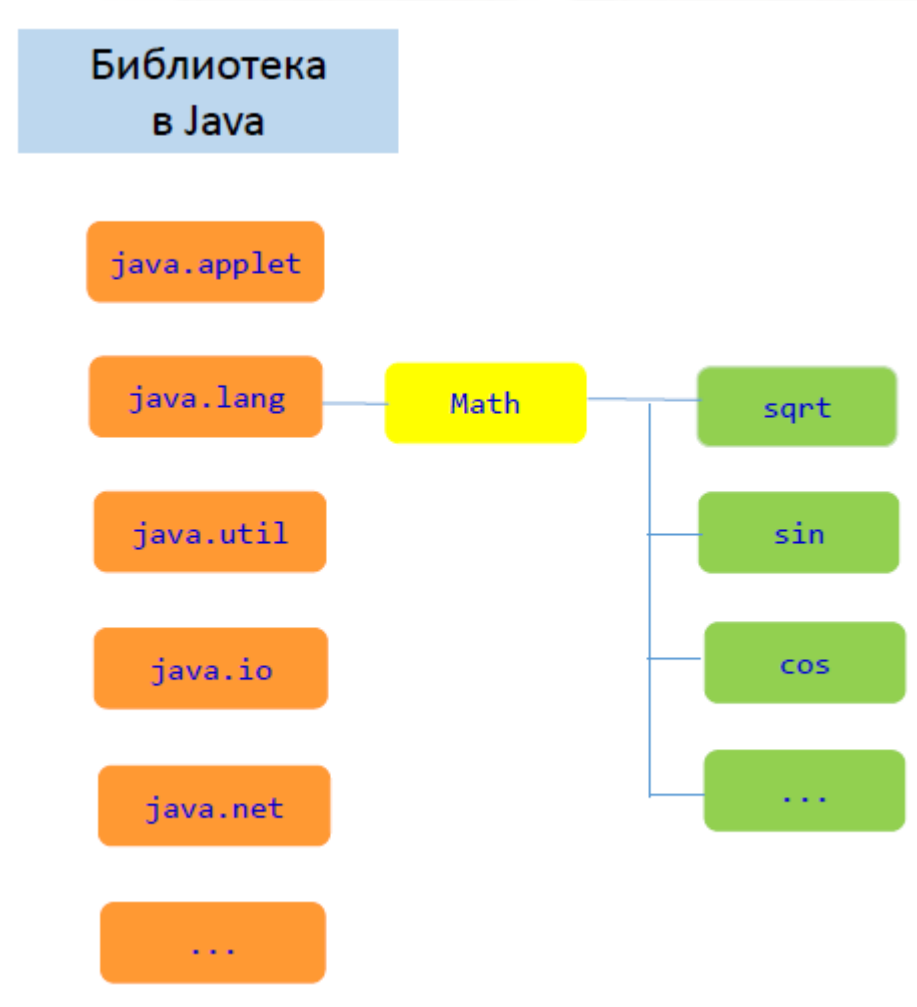 Библиотека
в Java
java.applet
java.lang
Math
sqrt
java.util
sin
java.io
cos
java.net
...
...